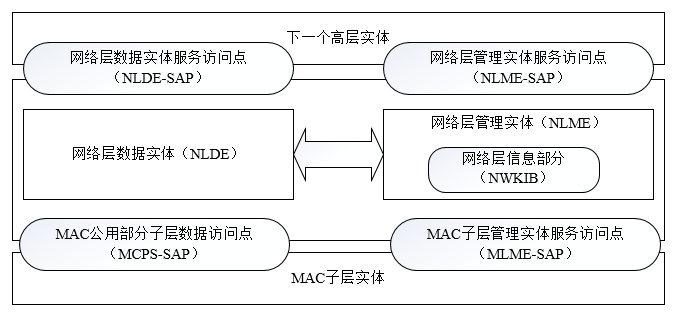 下一个高层实体
网络层数据实体服务访问点
（NLDE-SAP）
网络层管理实体服务访问点
（NLME-SAP）
网络层数据实体（NLDE）
网络层管理实体（NLME）
网络层信息部分
（NWKIB）
MAC公用部分子层数据访问点
（MCPS-SAP）
MAC子层管理实体服务访问点
（MLME-SAP）
MAC子层实体